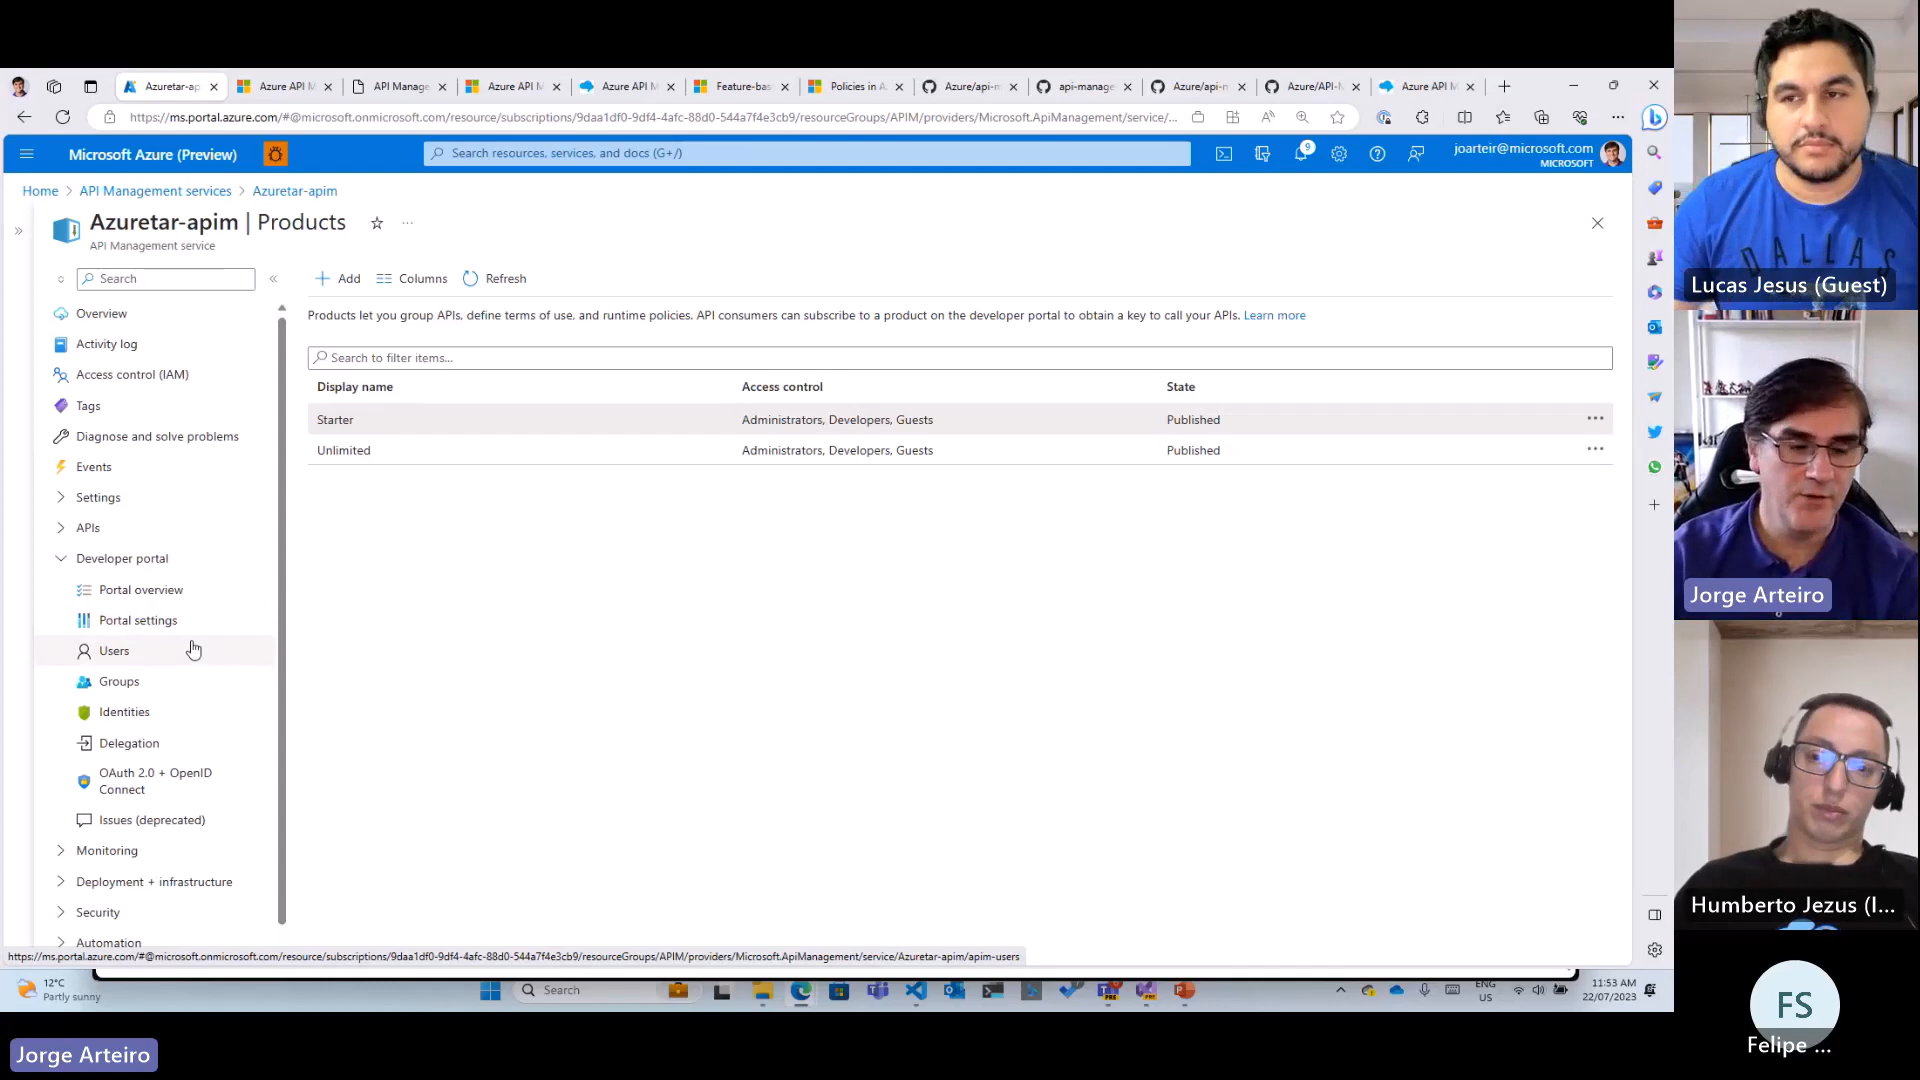 Azuretar-ap
Azure API M
API Manage
Azure API M
Azure API M
Feature-bas
Policies in A
Azure/api-m
api-manage
Azure/api-m
Azure/API-M
Azure API M
https://ms.portal.azure.com/#@microsoft.onmicrosoft.com/resource/subscriptions/9daa1df0-9df4-4afc-88d0-544a7f4e3cb9/resourceGroups/APIM/providers/Microsoft.ApiManagement/service/...
Microsoft Azure (Preview)
Search resources, services, and docs (G+/)
9
joarteir@microsoft.com
MICROSOFT
Home > API Management services > Azuretar-apim
Azuretar-apim | Products
API Management service
Search
Add
Columns
Refresh
Products let you group APIs, define terms of use, and runtime policies. API consumers can subscribe to a product on the developer portal to obtain a key to call your APIs. Learn more
Search to filter items...
Display name
Access control
State
Starter
Administrators, Developers, Guests
Published
Unlimited
Administrators, Developers, Guests
Published
Overview
Activity log
Access control (IAM)
Tags
Diagnose and solve problems
Events
Settings
APIs
Developer portal
Portal overview
Portal settings
Users
Groups
Identities
Delegation
OAuth 2.0 + OpenID
Connect
Issues (deprecated)
Monitoring
Deployment + infrastructure
Security
Automation
https://ms.portal.azure.com/#@microsoft.onmicrosoft.com/resource/subscriptions/9daa1df0-9df4-4afc-88d0-544a7f4e3cb9/resourceGroups/APIM/providers/Microsoft.ApiManagement/service/Azuretar-apim/apim-users
12°C
Partly sunny
Search
ENG
US
11:53 AM
22/07/2023
Jorge Arteiro
DALLAS
Lucas Jesus (Guest)
Jorge Arteiro
Humberto Jezus (I...
FS
Felipe ...